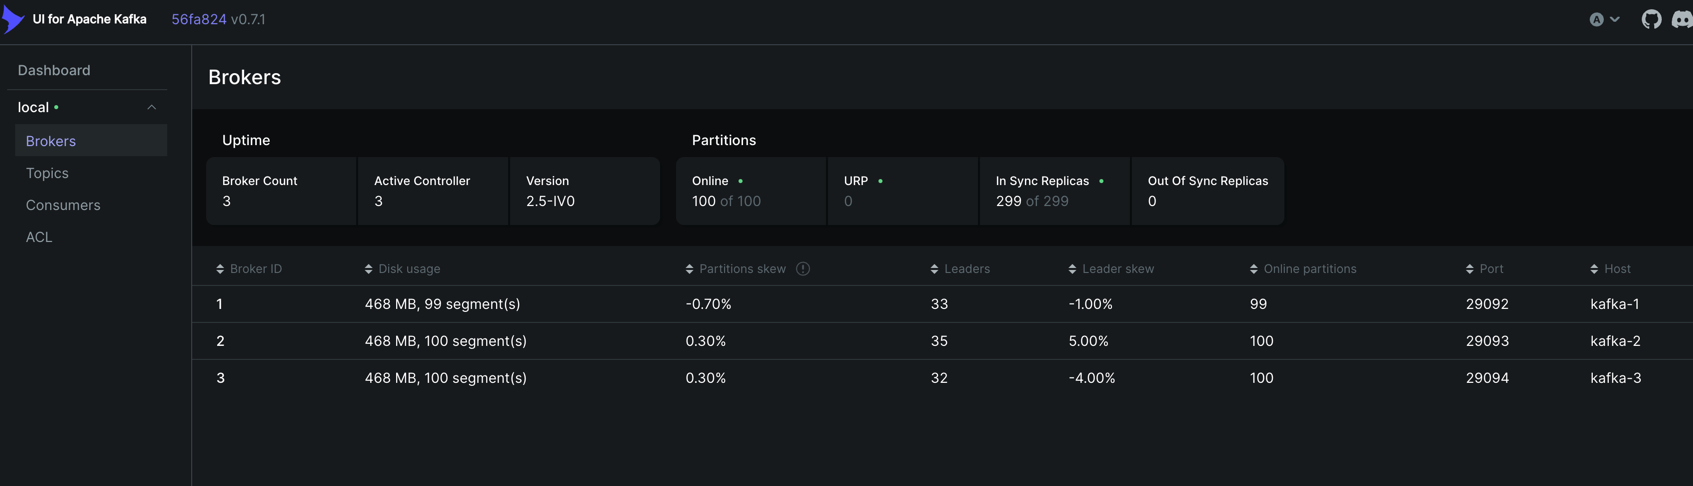 UI for Apache Kafka 56fa824 v0.7.1 A
Dashboard
local
Brokers
Topics
Consumers
ACL
Brokers
Uptime
Broker Count
3
Active Controller
3
Version
2.5-IV0
Partitions
Online
100 of 100
URP
0
In Sync Replicas
299 of 299
Out Of Sync Replicas
0
Broker ID Disk usage Partitions skew Leaders Leader skew Online partitions Port Host
1 468 MB, 99 segment(s) -0.70% 33 -1.00% 99 29092 kafka-1
2 468 MB, 100 segment(s) 0.30% 35 5.00% 100 29093 kafka-2
3 468 MB, 100 segment(s) 0.30% 32 -4.00% 100 29094 kafka-3